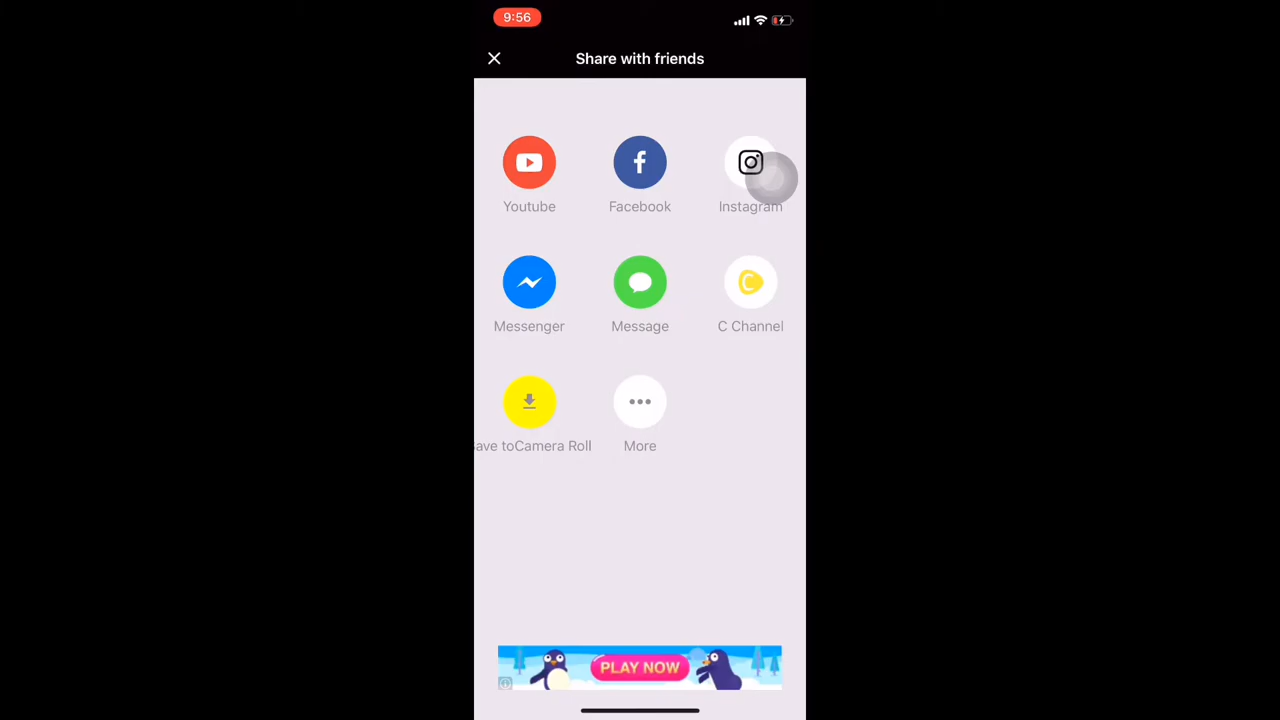 9:56
Share with friends
Youtube
Facebook
Instagram
Messenger
Message
C Channel
ave toCamera Roll
More
PLAY NOW